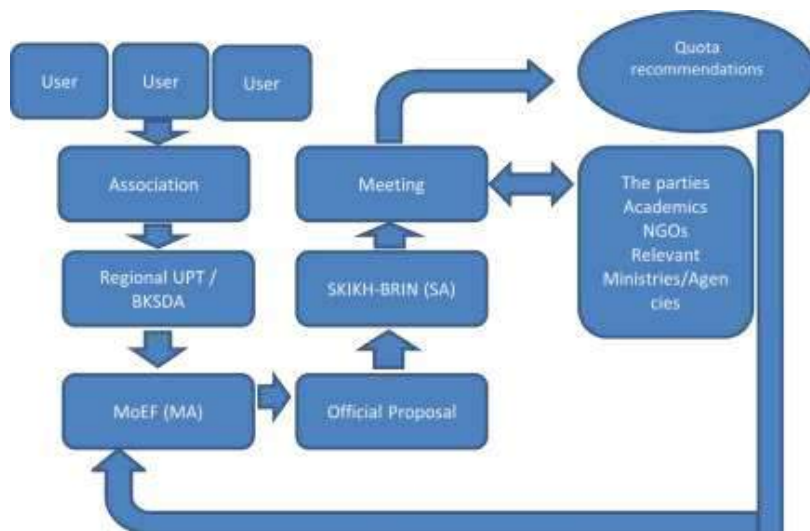 User
User
User
Quota
recommendations
Association
Meeting
The parties
Academics
NGOs
Relevant
Ministries/Agen
cies
Regional UPT /
BKSDA
SKIKH-BRIN (SA)
MoEF (MA)
Official Proposal